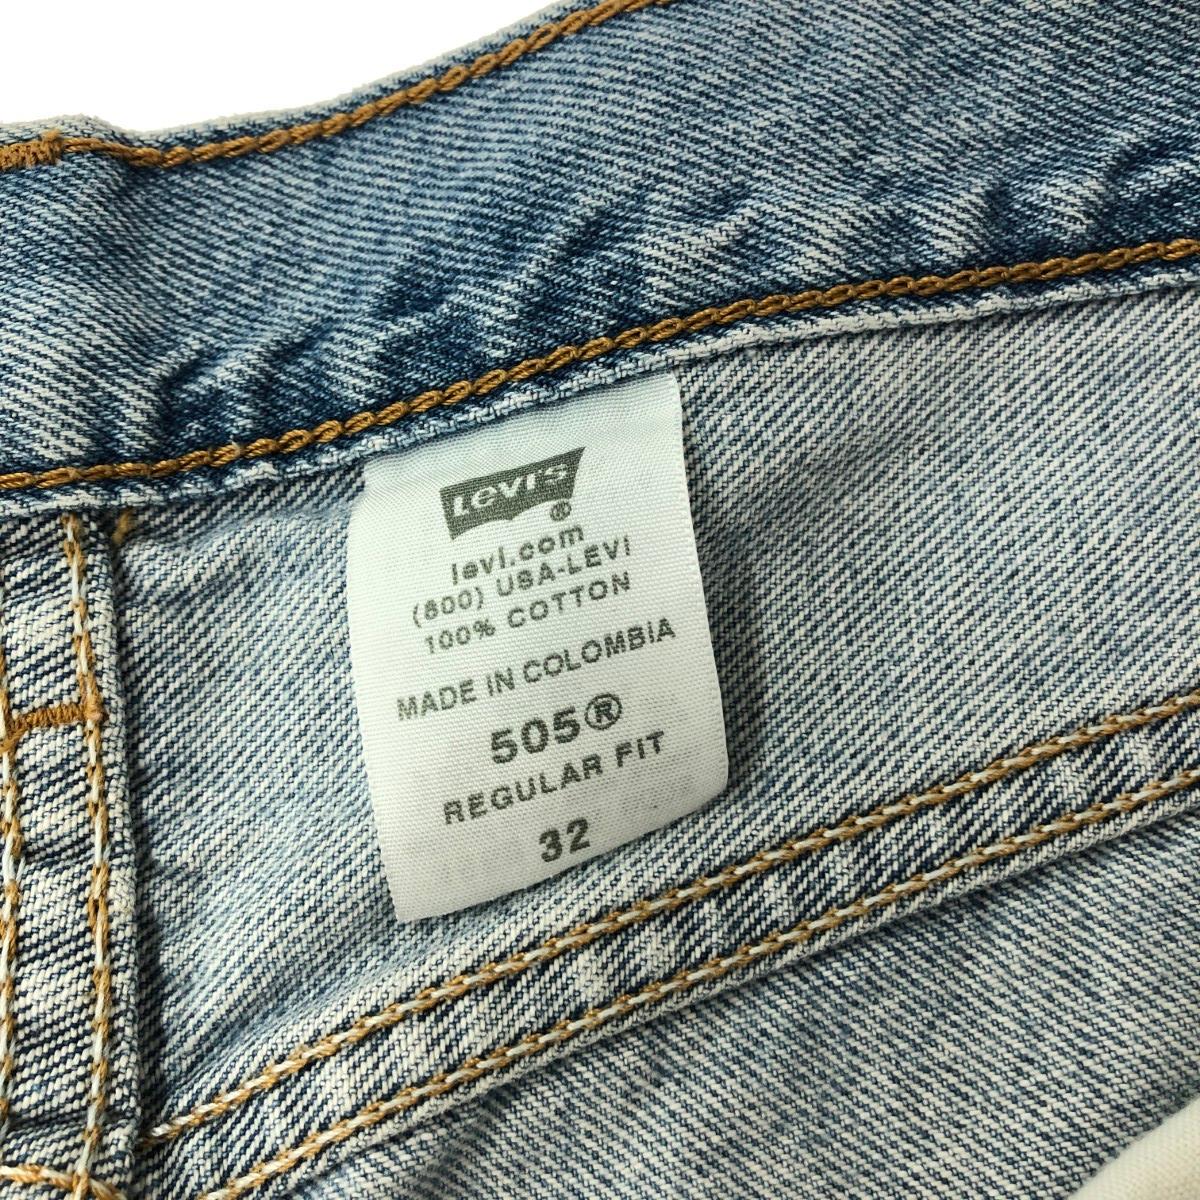 Levi's
®
levi.com
(800) USA-LEVI
100% COTTON
MADE IN COLOMBIA
505®
REGULAR FIT
32